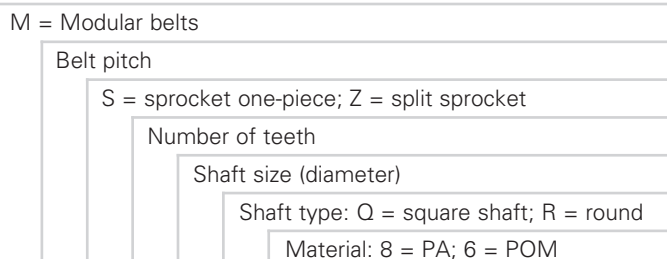 M = Modular belts
Belt pitch
S = sprocket one-piece; Z = split sprocket
Number of teeth
Shaft size (diameter)
Shaft type: Q = square shaft; R = round
Material: 8 = PA; 6 = POM